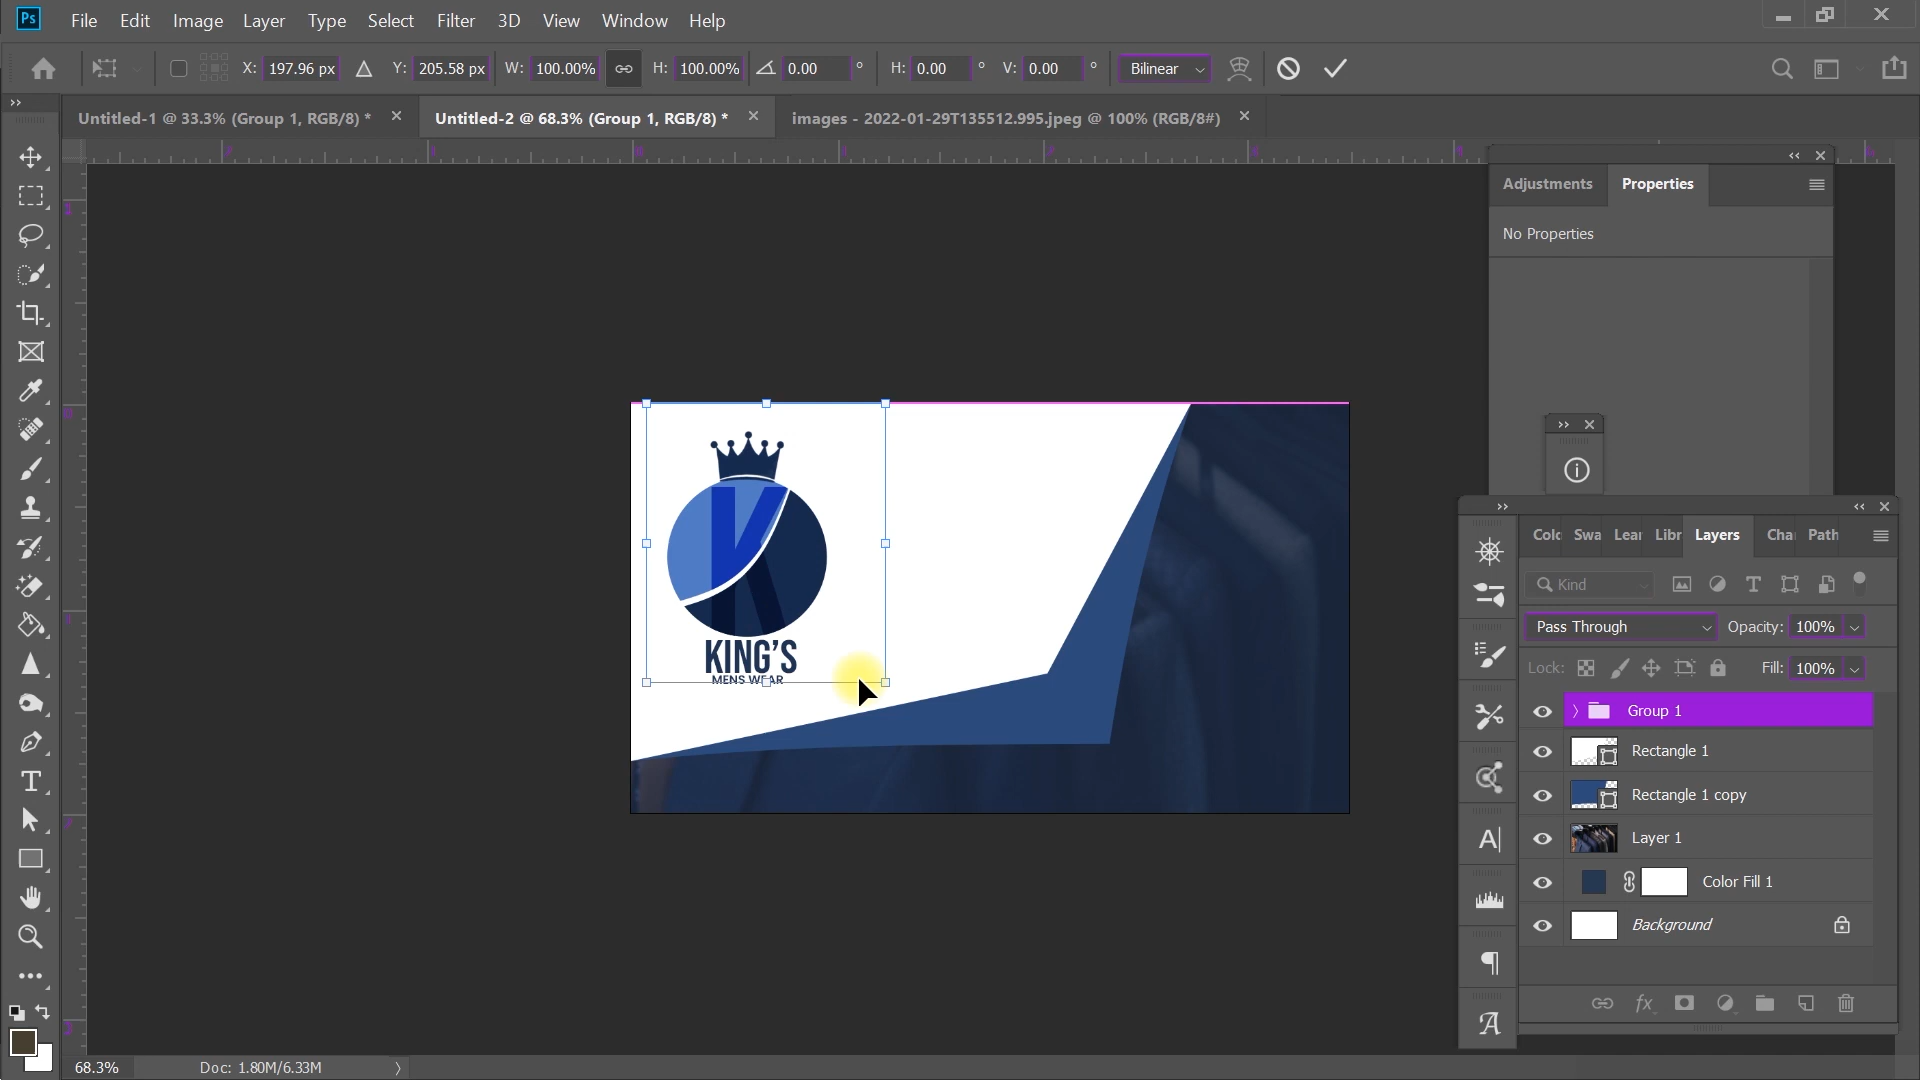 Ps File Edit Image Layer Type Select Filter 3D View Window Help
X: 197.96 px Y: 205.58 px W: 100.00% H: 100.00% 0.00 ° H: 0.00 ° V: 0.00 ° Bilinear
Untitled-1 @ 33.3% (Group 1, RGB/8) * Untitled-2 @ 68.3% (Group 1, RGB/8) * images - 2022-01-29T135512.995.jpeg @ 100% (RGB/8#)
Adjustments Properties
No Properties
K
KING'S
MENS WEAR
Colo Swa Lear Libr Layers Cha Path
Kind
Pass Through Opacity: 100%
Lock: Fill: 100%
Group 1
Rectangle 1
Rectangle 1 copy
Layer 1
Color Fill 1
Background
68.3% Doc: 1.80M/6.33M